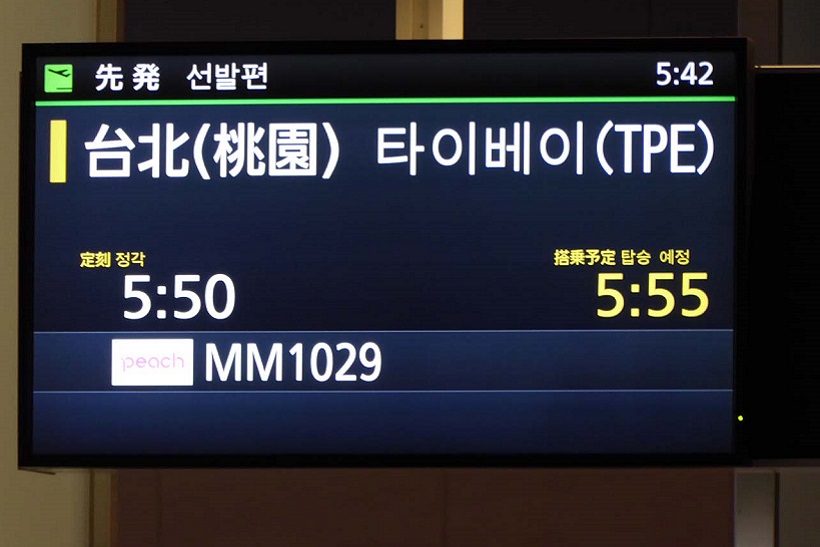 先発 선발편 5:42
台北(桃園) 타이베이(TPE)
定刻 정각 搭乗予定 탑승 예정
5:50 5:55
peach MM1029